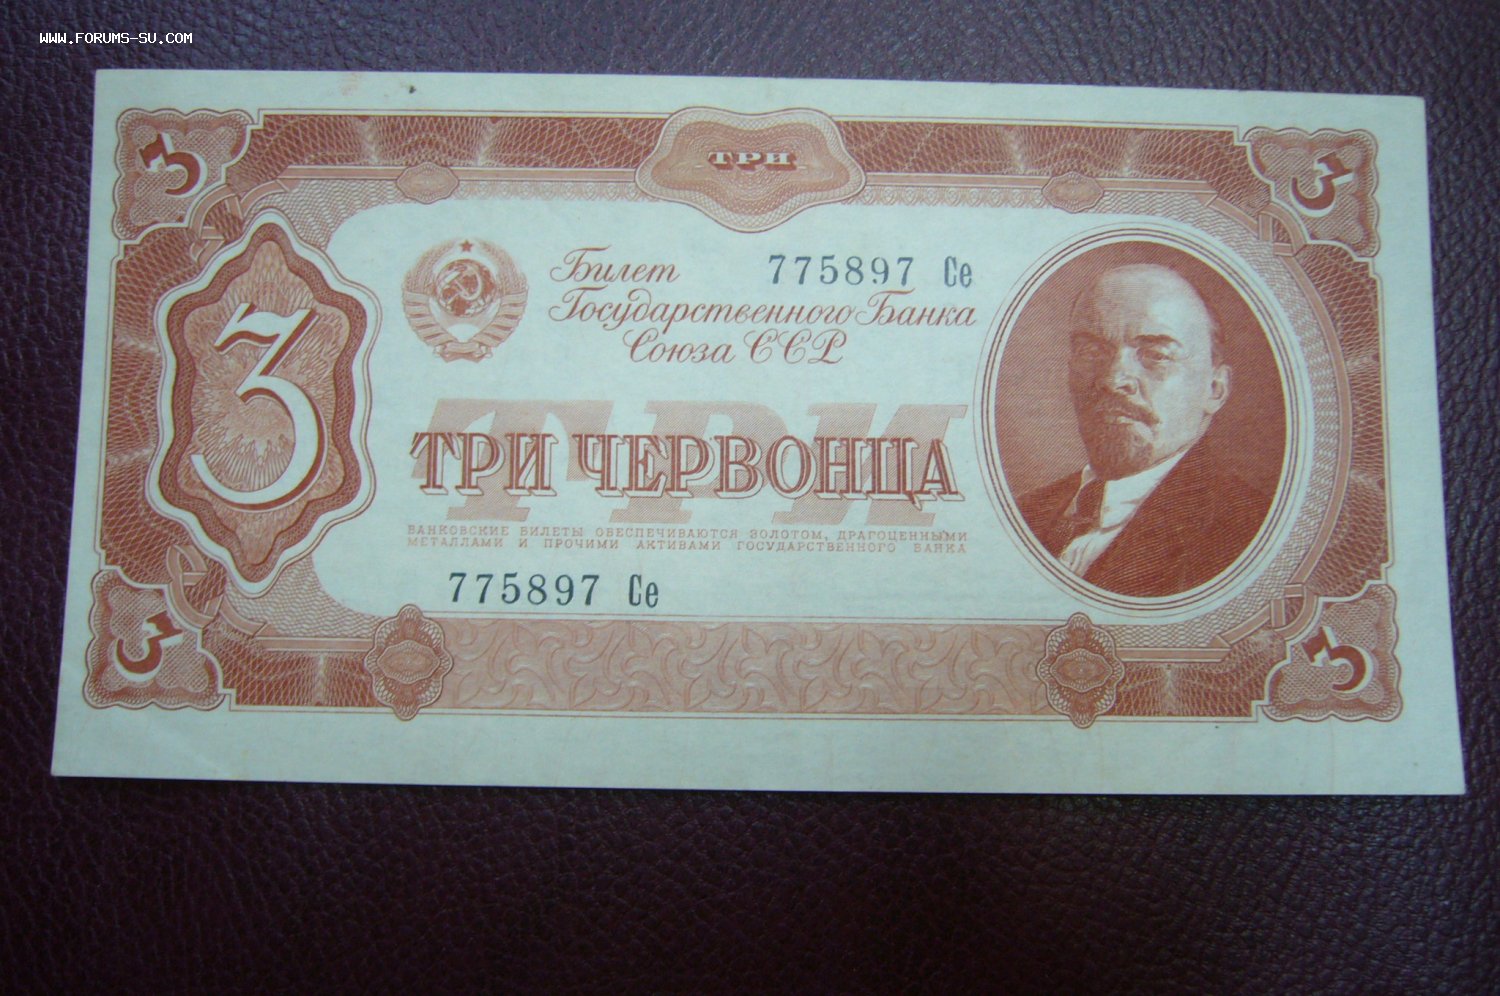 WWW.FORUMS-SU.COM
3 ТРИ 3
Билет 775897 Се
Государственного Банка
Союза ССР
3
ТРИ
ТРИ ЧЕРВОНЦА
БАНКОВСКИЕ БИЛЕТЫ ОБЕСПЕЧИВАЮТСЯ ЗОЛОТОМ, ДРАГОЦЕННЫМИ
МЕТАЛЛАМИ И ПРОЧИМИ АКТИВАМИ ГОСУДАРСТВЕННОГО БАНКА
775897 Се
3 3